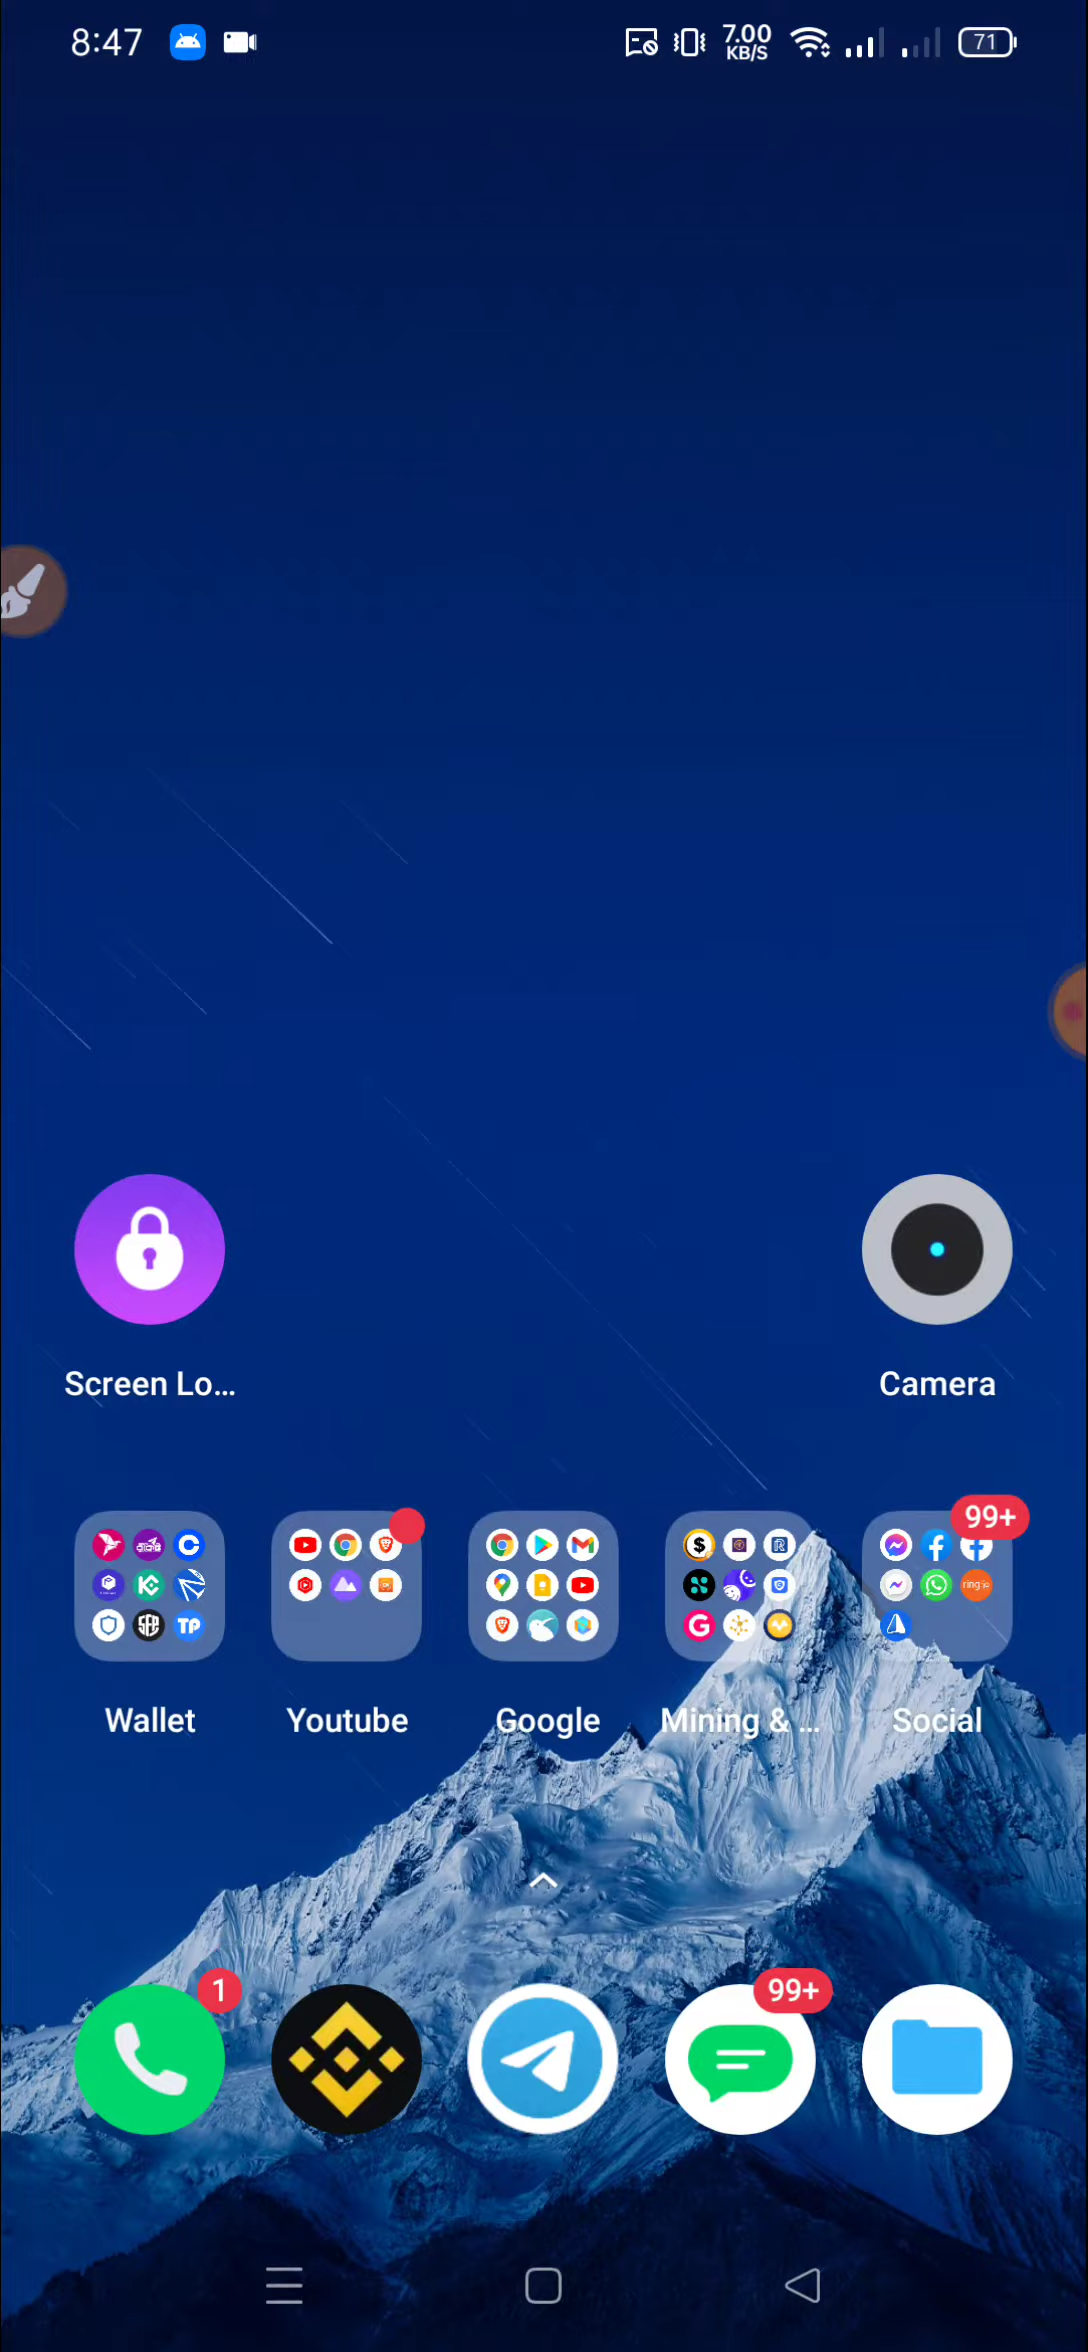 8:47
7.00
KB/S
71
Screen Lo...
Camera
99+
Wallet
Youtube
Google
Mining & ...
Social
1
99+